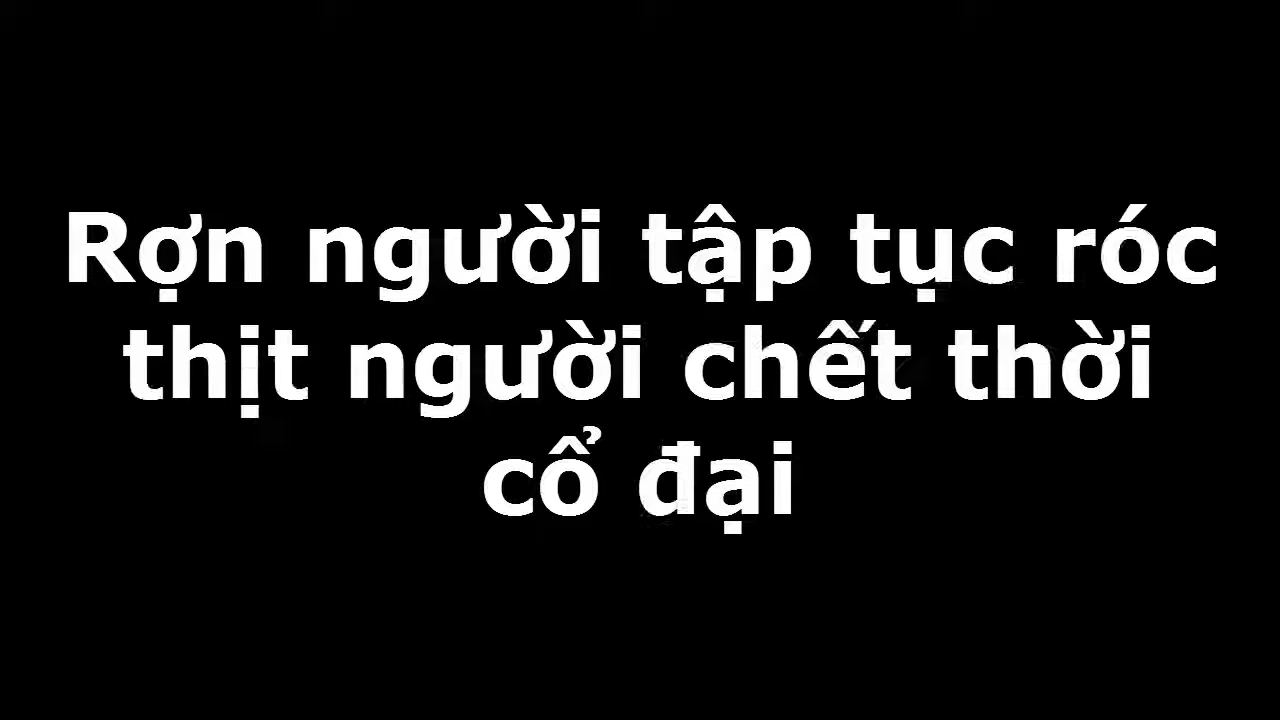 Rợn người tập tục róc
thịt người chết thời
cổ đại